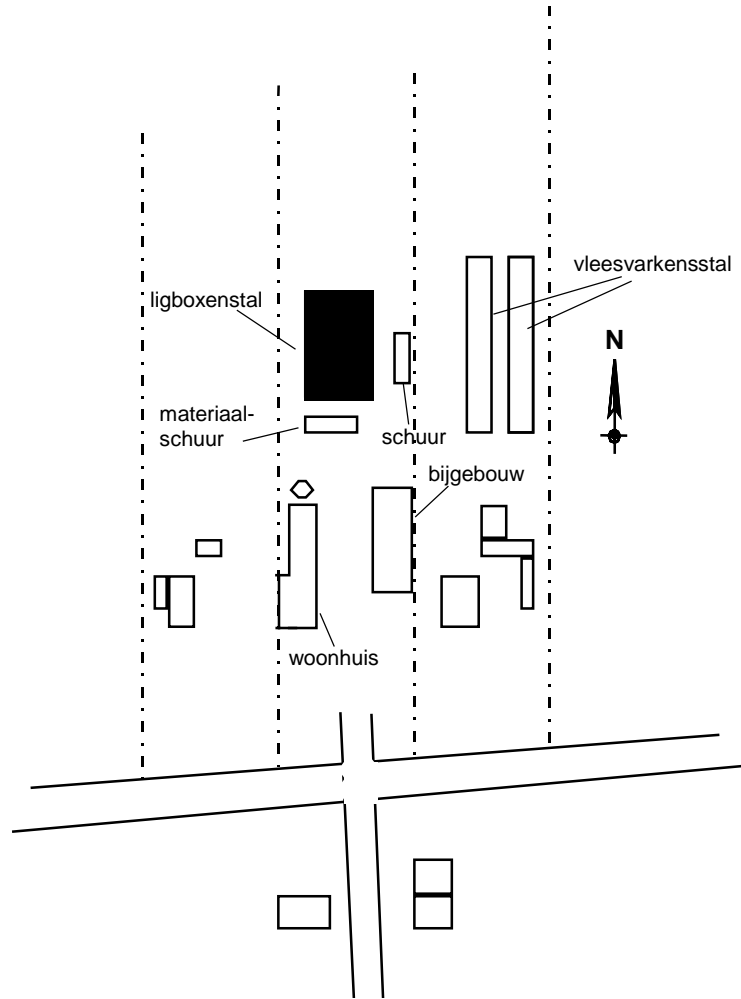 vleesvarkensstal
ligboxenstal
N
materiaal-
schuur
schuur
bijgebouw
woonhuis